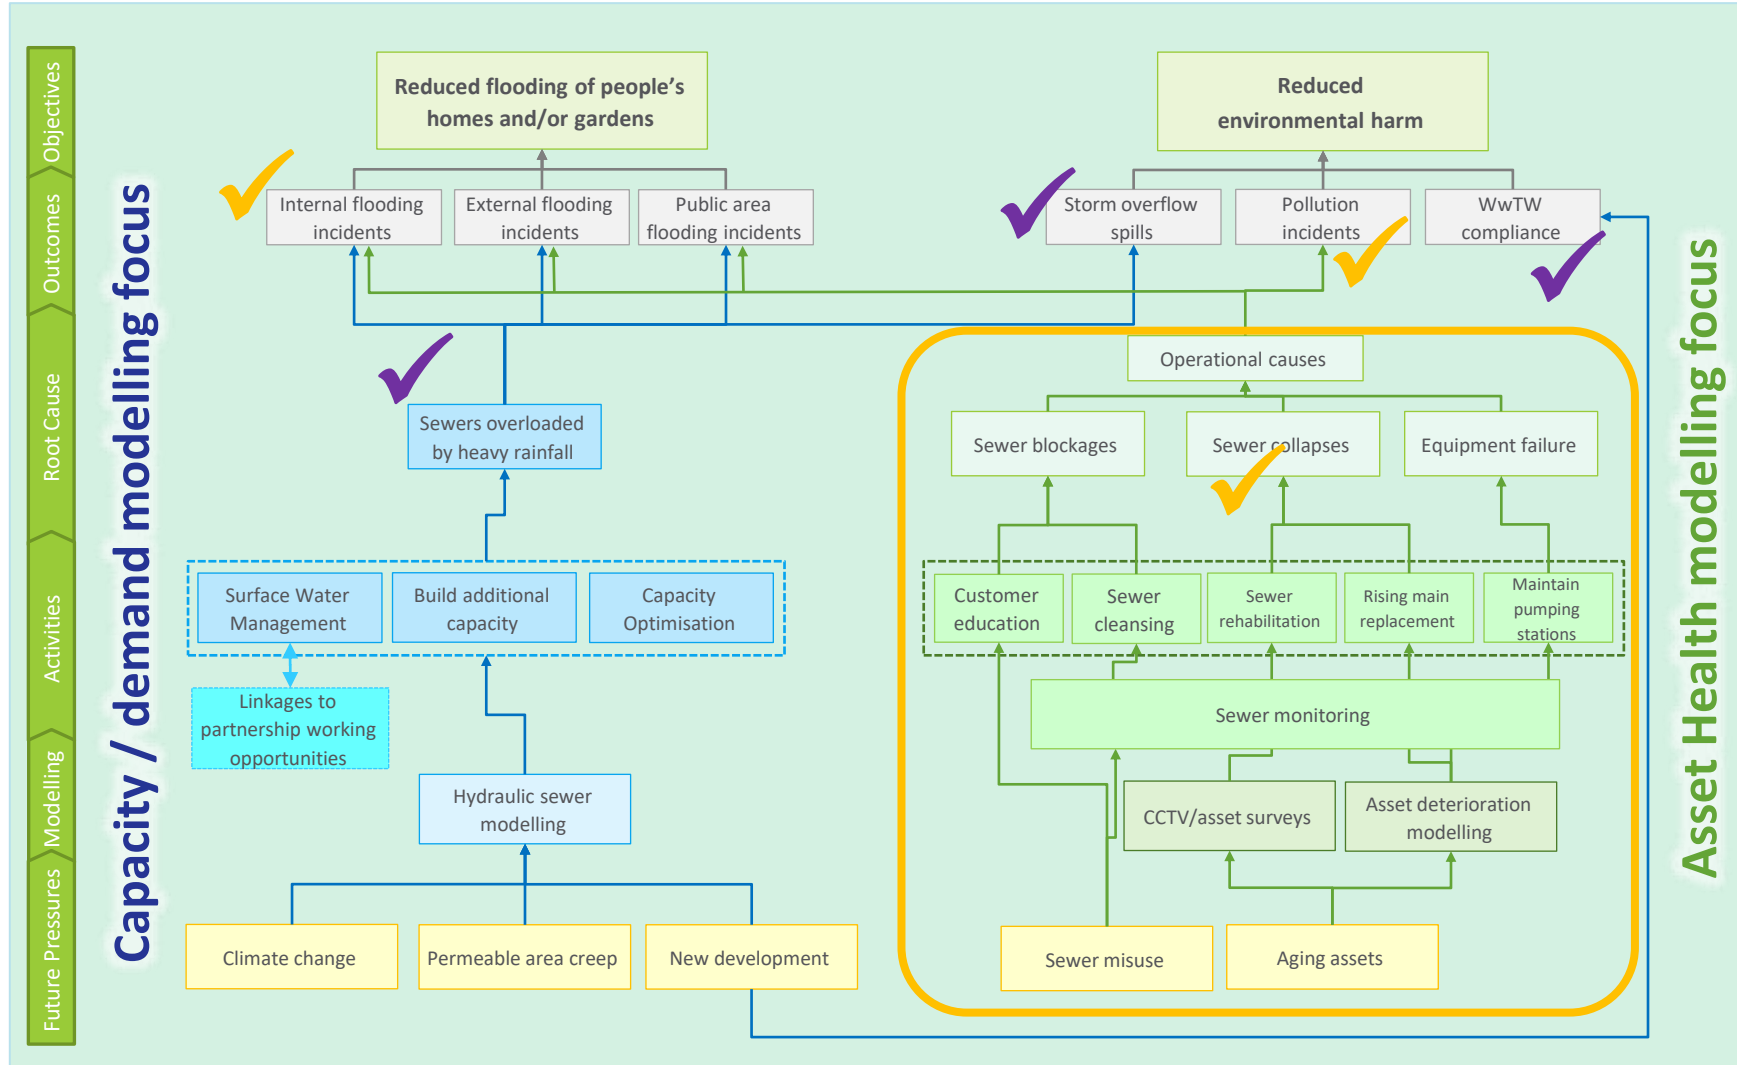 Objectives
Outcomes
Root Cause
Activities
Modelling
Future Pressures
Capacity / demand modelling focus
Reduced flooding of people’s
homes and/or gardens
Internal flooding
incidents
External flooding
incidents
Public area
flooding incidents
Sewers overloaded
by heavy rainfall
Surface Water
Management
Build additional
capacity
Capacity
Optimisation
Linkages to
partnership working
opportunities
Hydraulic sewer
modelling
Climate change
Permeable area creep
New development
Reduced
environmental harm
Storm overflow
spills
Pollution
incidents
WwTW
compliance
Operational causes
Sewer blockages
Sewer collapses
Equipment failure
Customer
education
Sewer
cleansing
Sewer
rehabilitation
Rising main
replacement
Maintain
pumping
stations
Sewer monitoring
CCTV/asset surveys
Asset deterioration
modelling
Sewer misuse
Aging assets
Asset Health modelling focus